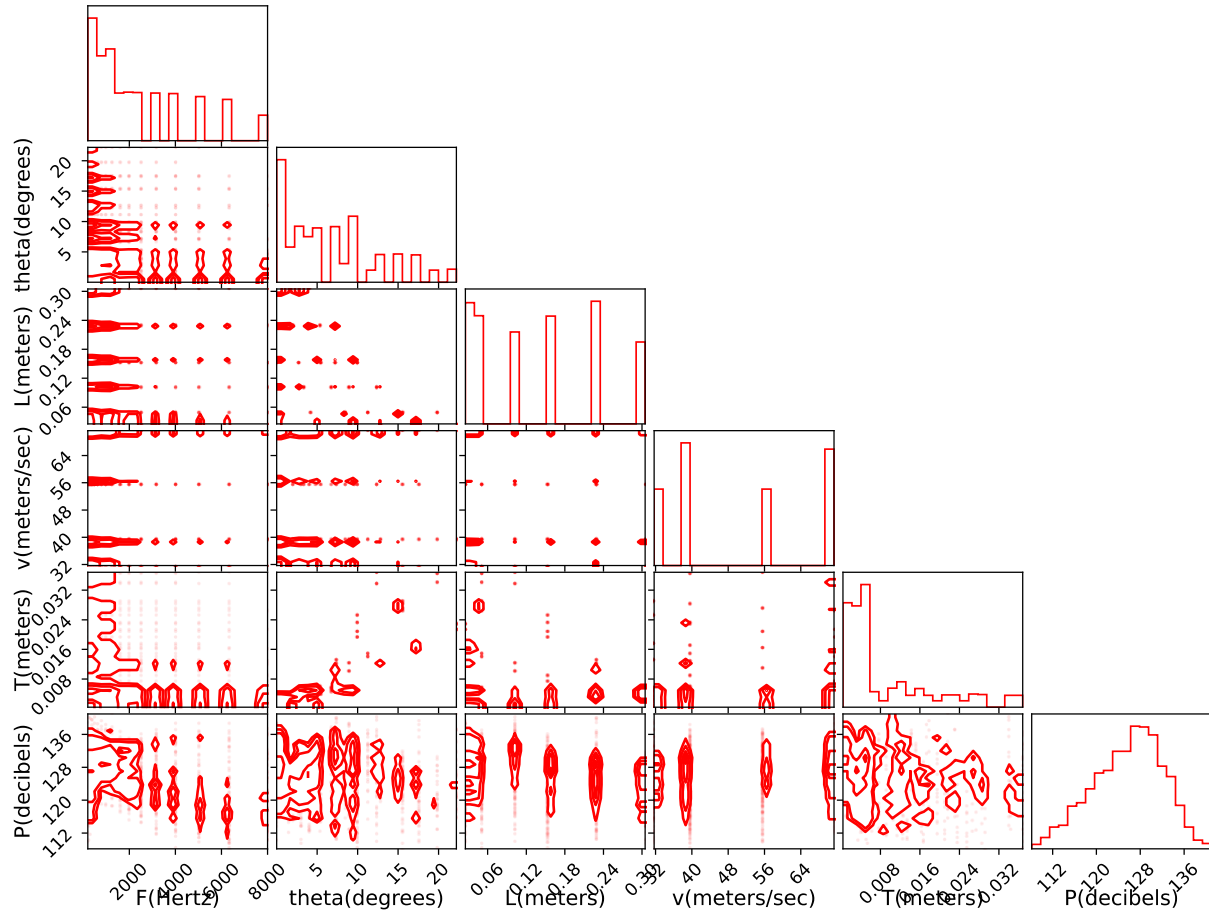 theta(degrees)
20
15
10
5
L(meters)
0.30
0.24
0.18
0.12
0.06
v(meters/sec)
64
56
48
40
32
T(meters)
0.032
0.024
0.016
0.008
P(decibels)
136
128
120
112
2000 4000 6000 8000
F(Hertz)
5 10 15 20
theta(degrees)
0.06 0.12 0.18 0.24 0.30
L(meters)
32 40 48 56 64
v(meters/sec)
0.008 0.016 0.024 0.032
T(meters)
112 120 128 136
P(decibels)